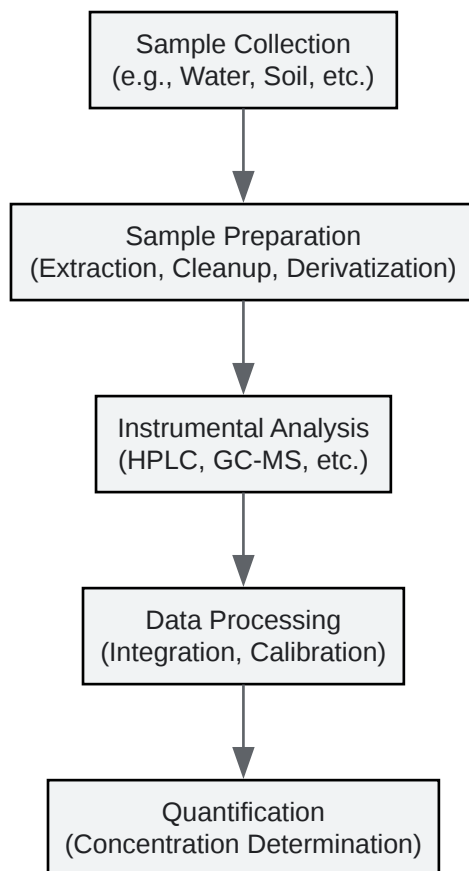 Sample Collection
(e.g., Water, Soil, etc.)
Sample Preparation
(Extraction, Cleanup, Derivatization)
Instrumental Analysis
(HPLC, GC-MS, etc.)
Data Processing
(Integration, Calibration)
Quantification
(Concentration Determination)